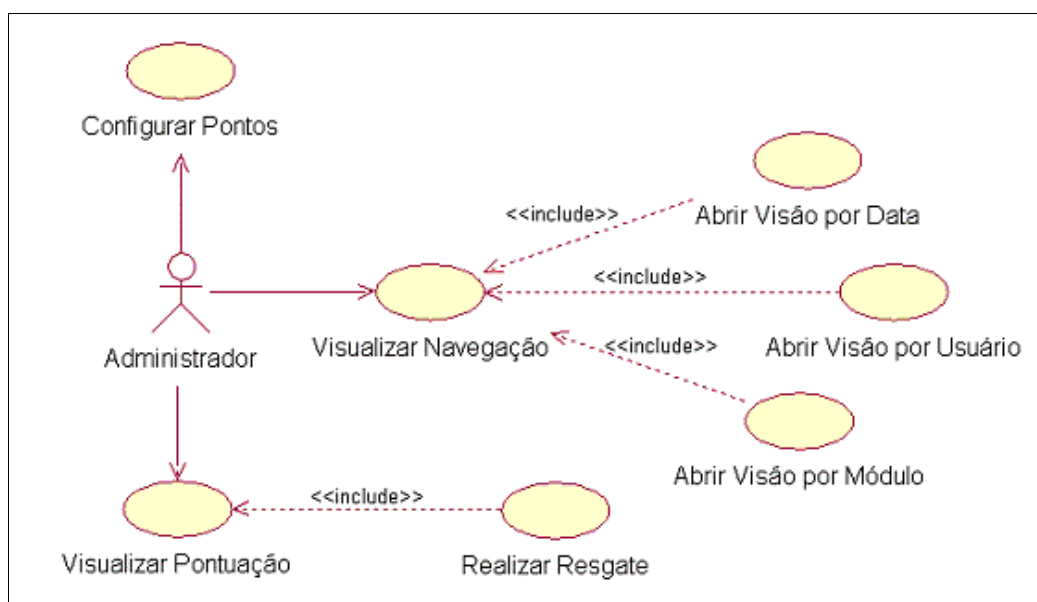 Configurar Pontos
<<include>>
Abrir Visão por Data
<<include>>
Administrador
Visualizar Navegação
<<include>>
Abrir Visão por Usuário
Abrir Visão por Módulo
<<include>>
Visualizar Pontuação
Realizar Resgate